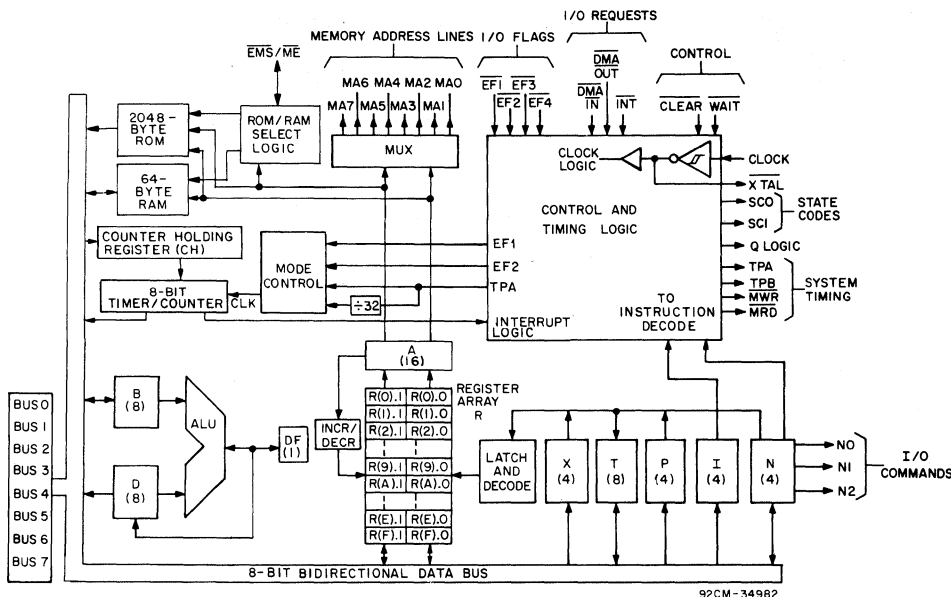 I/O REQUESTS
MEMORY ADDRESS LINES
I/O FLAGS
CONTROL
EMS/ME
MA6 MA4 MA2 MA0
MA7 MA5 MA3 MA1
EF1 EF3
EF2 EF4
DMA OUT
DMA IN
INT
CLEAR WAIT
2048-
BYTE
ROM
ROM/RAM
SELECT
LOGIC
MUX
64-
BYTE
RAM
CLOCK
LOGIC
CLOCK
XTAL
SCO
SCI
STATE
CODES
CONTROL AND
TIMING LOGIC
Q LOGIC
TPA
TPB
MWR
MRD
SYSTEM
TIMING
COUNTER HOLDING
REGISTER (CH)
8-BIT
TIMER/COUNTER
CLK
MODE
CONTROL
EF1
EF2
TPA
÷32
INTERRUPT
LOGIC
TO
INSTRUCTION
DECODE
A
(16)
REGISTER
ARRAY
R
R(0).1 R(0).0
R(1).1 R(1).0
R(2).1 R(2).0
R(9).1 R(9).0
R(A).1 R(A).0
R(E).1 R(E).0
R(F).1 R(F).0
INCR/
DECR
B
(8)
ALU
DF
(1)
D
(8)
LATCH
AND
DECODE
X
(4)
T
(8)
P
(4)
I
(4)
N
(4)
N0
N1
N2
I/O
COMMANDS
BUS 0
BUS 1
BUS 2
BUS 3
BUS 4
BUS 5
BUS 6
BUS 7
8-BIT BIDIRECTIONAL DATA BUS
92CM-34982